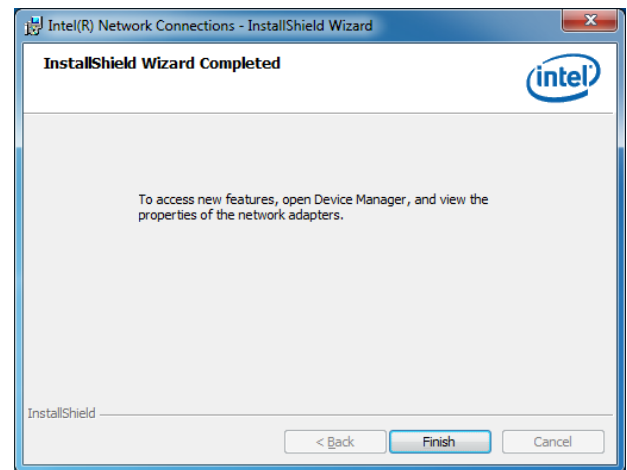 Intel(R) Network Connections - InstallShield Wizard
InstallShield Wizard Completed
intel
To access new features, open Device Manager, and view the
properties of the network adapters.
InstallShield
< Back
Finish
Cancel